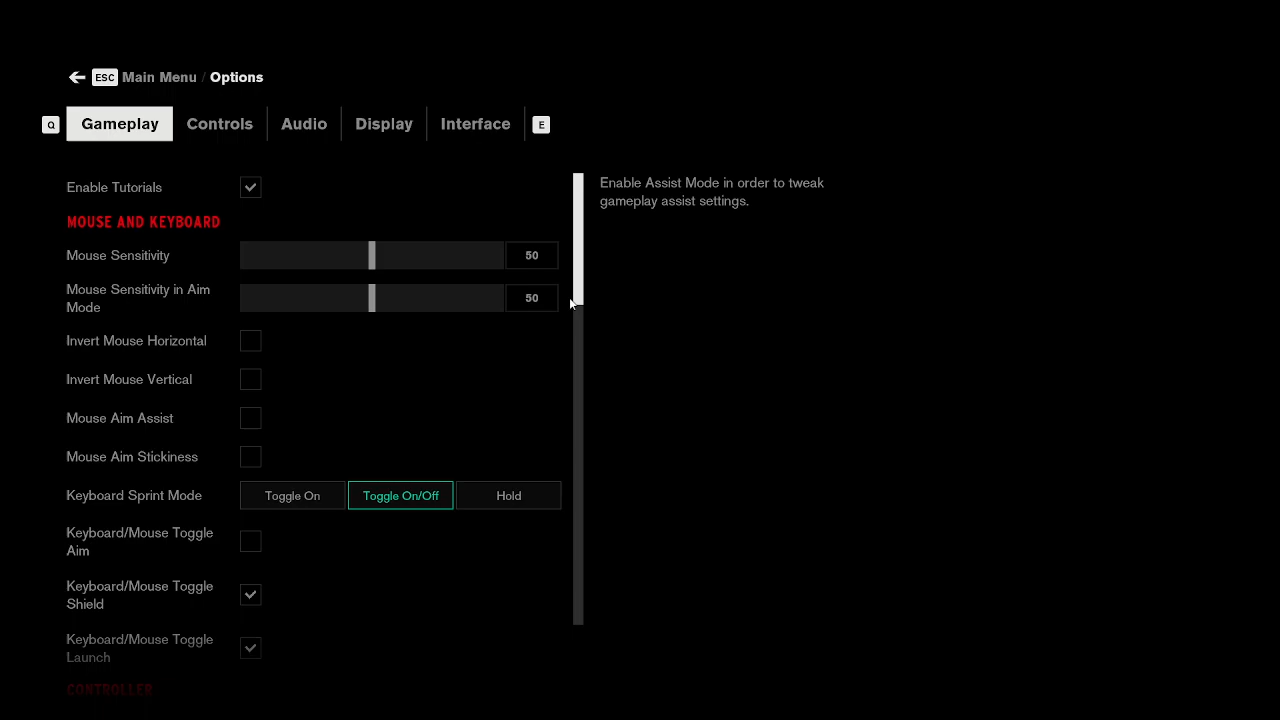 ESC Main Menu / Options
Q Gameplay Controls Audio Display Interface E
Enable Tutorials
Enable Assist Mode in order to tweak
gameplay assist settings.
MOUSE AND KEYBOARD
Mouse Sensitivity 50
Mouse Sensitivity in Aim
Mode 50
Invert Mouse Horizontal
Invert Mouse Vertical
Mouse Aim Assist
Mouse Aim Stickiness
Keyboard Sprint Mode Toggle On Toggle On/Off Hold
Keyboard/Mouse Toggle
Aim
Keyboard/Mouse Toggle
Shield
Keyboard/Mouse Toggle
Launch
CONTROLLER